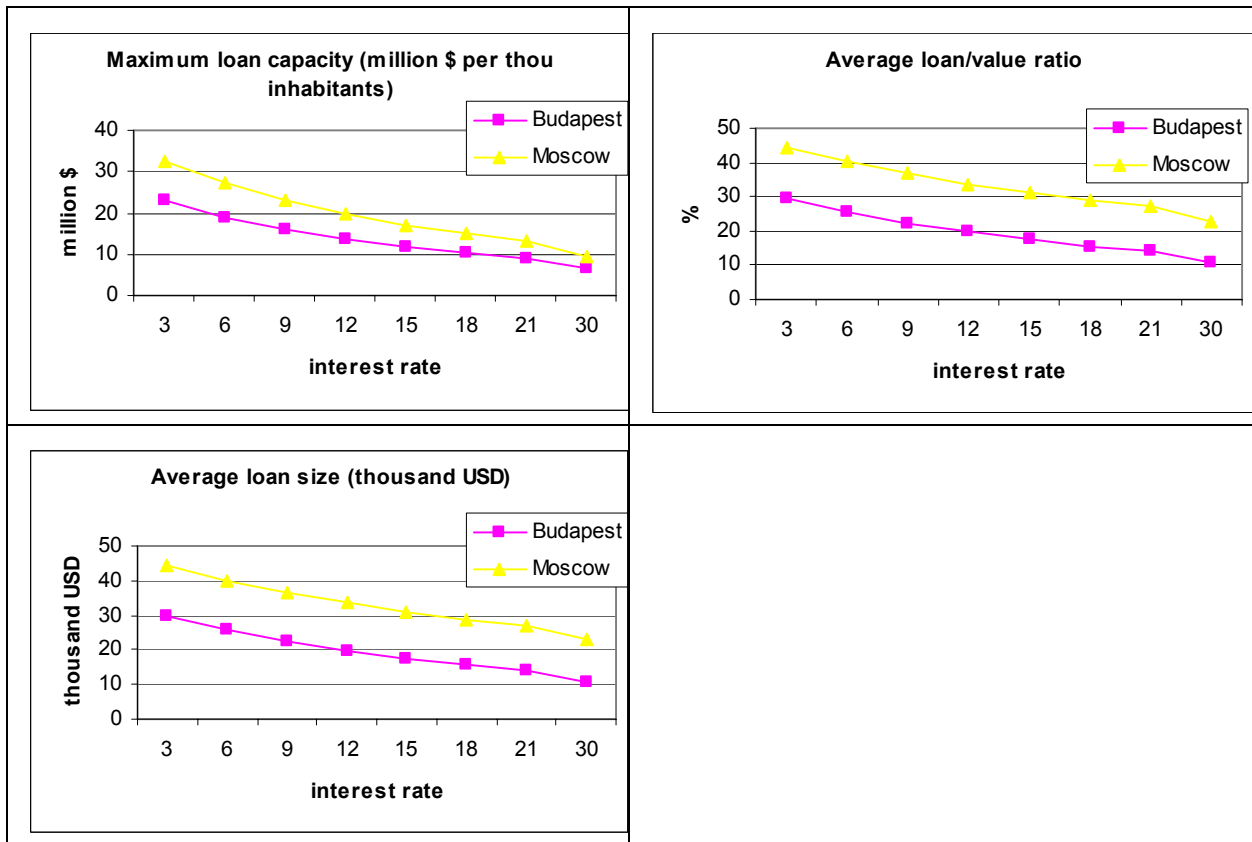 Maximum loan capacity (million $ per thou
inhabitants)
Budapest
Moscow
million $
40
30
20
10
0
3 6 9 12 15 18 21 30
interest rate
Average loan/value ratio
Budapest
Moscow
%
50
40
30
20
10
0
3 6 9 12 15 18 21 30
interest rate
Average loan size (thousand USD)
Budapest
Moscow
thousand USD
50
40
30
20
10
0
3 6 9 12 15 18 21 30
interest rate